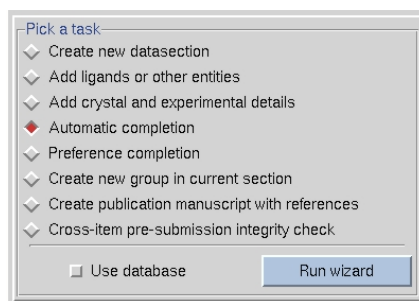 Pick a task
Create new datasection
Add ligands or other entities
Add crystal and experimental details
Automatic completion
Preference completion
Create new group in current section
Create publication manuscript with references
Cross-item pre-submission integrity check
Use database
Run wizard